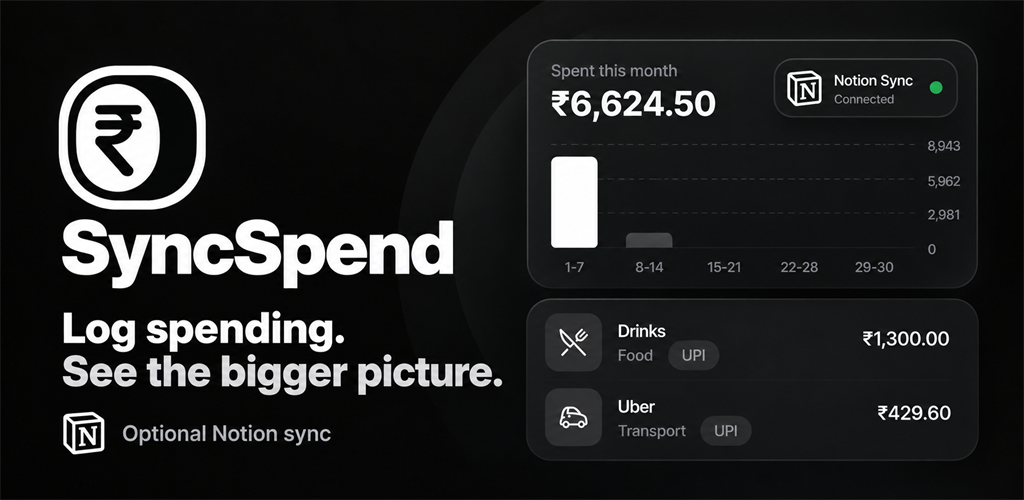 ₹
SyncSpend
Log spending.
See the bigger picture.
N
Optional Notion sync
Spent this month
₹6,624.50
N
Notion Sync
Connected
8,943
5,962
2,981
0
1-7 8-14 15-21 22-28 29-30
Drinks
Food UPI
₹1,300.00
Uber
Transport UPI
₹429.60